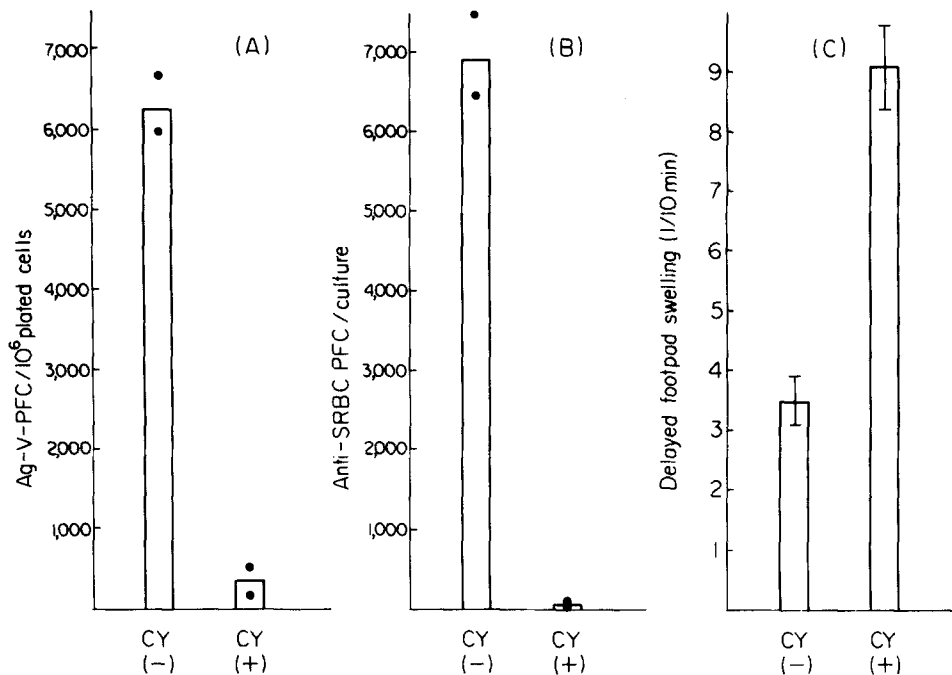 (A)
7,000
6,000
5,000
4,000
3,000
2,000
1,000
Ag-V-PFC/10⁶ plated cells
CY (-)
CY (+)
(B)
7,000
6,000
5,000
4,000
3,000
2,000
1,000
Anti-SRBC PFC/culture
CY (-)
CY (+)
(C)
9
8
7
6
5
4
3
2
1
Delayed footpad swelling (1/10 min)
CY (-)
CY (+)